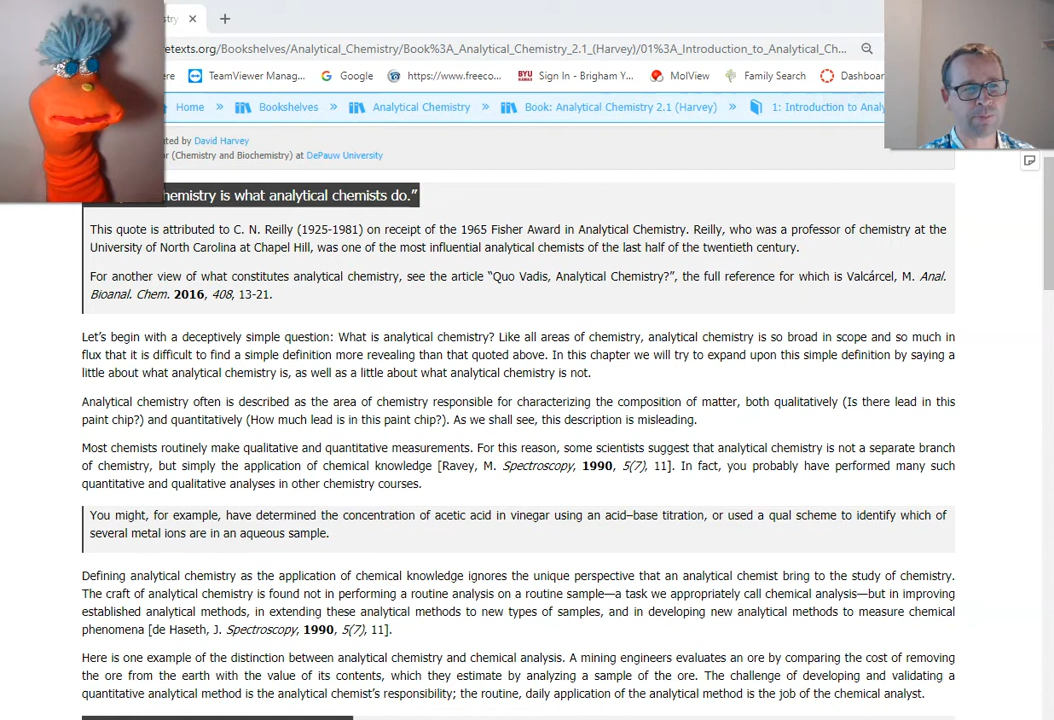 try
etexts.org/Bookshelves/Analytical_Chemistry/Book%3A_Analytical_Chemistry_2.1_(Harvey)/01%3A_Introduction_to_Analytical_Ch...
ere TeamViewer Manag... Google https://www.freeco... BYU HAWAII Sign In - Brigham Y... MolView Family Search Dashboar
Home » Bookshelves » Analytical Chemistry » Book: Analytical Chemistry 2.1 (Harvey) » 1: Introduction to Analy
ted by David Harvey
or (Chemistry and Biochemistry) at DePauw University
hemistry is what analytical chemists do.”
This quote is attributed to C. N. Reilly (1925-1981) on receipt of the 1965 Fisher Award in Analytical Chemistry. Reilly, who was a professor of chemistry at the
University of North Carolina at Chapel Hill, was one of the most influential analytical chemists of the last half of the twentieth century.
For another view of what constitutes analytical chemistry, see the article “Quo Vadis, Analytical Chemistry?”, the full reference for which is Valcárcel, M. Anal.
Bioanal. Chem. 2016, 408, 13-21.
Let’s begin with a deceptively simple question: What is analytical chemistry? Like all areas of chemistry, analytical chemistry is so broad in scope and so much in
flux that it is difficult to find a simple definition more revealing than that quoted above. In this chapter we will try to expand upon this simple definition by saying a
little about what analytical chemistry is, as well as a little about what analytical chemistry is not.
Analytical chemistry often is described as the area of chemistry responsible for characterizing the composition of matter, both qualitatively (Is there lead in this
paint chip?) and quantitatively (How much lead is in this paint chip?). As we shall see, this description is misleading.
Most chemists routinely make qualitative and quantitative measurements. For this reason, some scientists suggest that analytical chemistry is not a separate branch
of chemistry, but simply the application of chemical knowledge [Ravey, M. Spectroscopy, 1990, 5(7), 11]. In fact, you probably have performed many such
quantitative and qualitative analyses in other chemistry courses.
You might, for example, have determined the concentration of acetic acid in vinegar using an acid–base titration, or used a qual scheme to identify which of
several metal ions are in an aqueous sample.
Defining analytical chemistry as the application of chemical knowledge ignores the unique perspective that an analytical chemist bring to the study of chemistry.
The craft of analytical chemistry is found not in performing a routine analysis on a routine sample—a task we appropriately call chemical analysis—but in improving
established analytical methods, in extending these analytical methods to new types of samples, and in developing new analytical methods to measure chemical
phenomena [de Haseth, J. Spectroscopy, 1990, 5(7), 11].
Here is one example of the distinction between analytical chemistry and chemical analysis. A mining engineers evaluates an ore by comparing the cost of removing
the ore from the earth with the value of its contents, which they estimate by analyzing a sample of the ore. The challenge of developing and validating a
quantitative analytical method is the analytical chemist’s responsibility; the routine, daily application of the analytical method is the job of the chemical analyst.